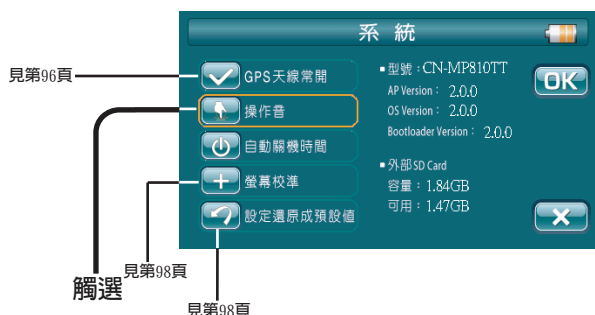 系統
GPS天線常開
操作音
自動關機時間
螢幕校準
設定還原成預設值
▪型號：CN-MP810TT
AP Version： 2.0.0
OS Version： 2.0.0
Bootloader Version： 2.0.0
▪外部SD Card
容量：1.84GB
可用：1.47GB
OK
見第96頁
觸選
見第98頁
見第98頁